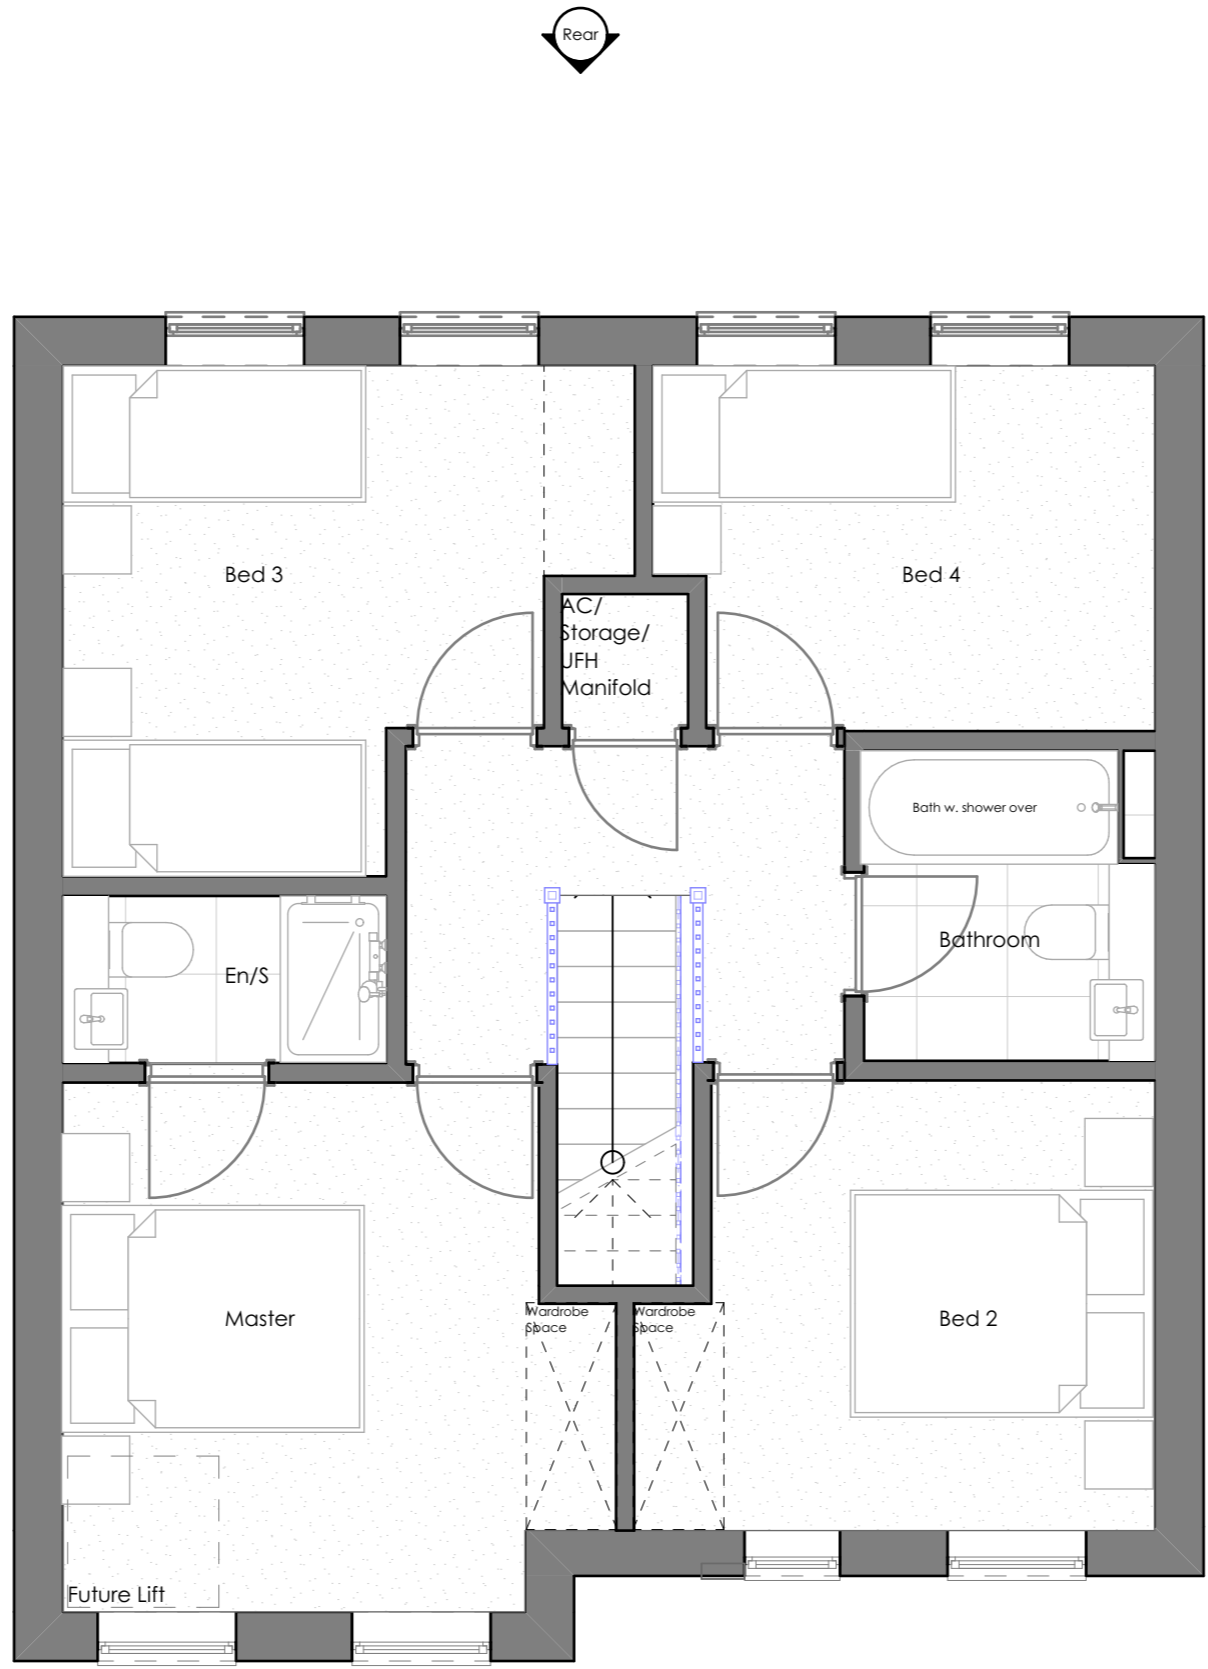 Rear
Bed 3
Bed 4
AC/
Storage/
UFH
Manifold
Bath w. shower over
Bathroom
En/S
Wardrobe
Space
Wardrobe
Space
Master
Bed 2
Future Lift